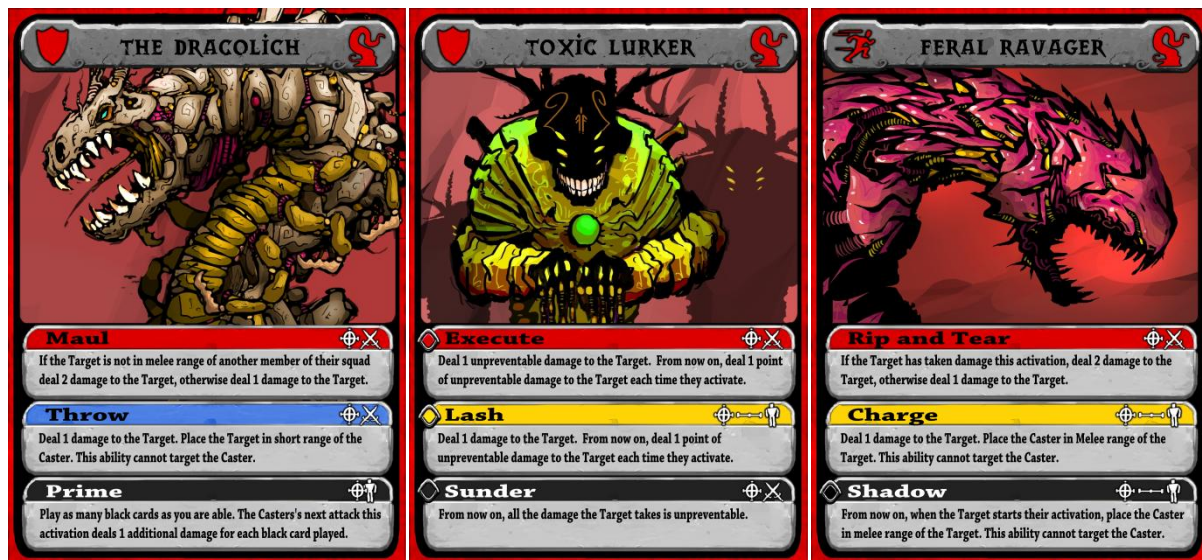 THE DRACOLICH
Maul
If the Target is not in melee range of another member of their squad
deal 2 damage to the Target, otherwise deal 1 damage to the Target.
Throw
Deal 1 damage to the Target. Place the Target in short range of the
Caster. This ability cannot target the Caster.
Prime
Play as many black cards as you are able. The Casters's next attack this
activation deals 1 additional damage for each black card played.
TOXIC LURKER
Execute
Deal 1 unpreventable damage to the Target. From now on, deal 1 point
of unpreventable damage to the Target each time they activate.
Lash
Deal 1 damage to the Target. From now on, deal 1 point of
unpreventable damage to the Target each time they activate.
Sunder
From now on, all the damage the Target takes is unpreventable.
FERAL RAVAGER
Rip and Tear
If the Target has taken damage this activation, deal 2 damage to the
Target, otherwise deal 1 damage to the Target.
Charge
Deal 1 damage to the Target. Place the Caster in Melee range of the
Target. This ability cannot target the Caster.
Shadow
From now on, when the Target starts their activation, place the Caster
in melee range of the Target. This ability cannot target the Caster.